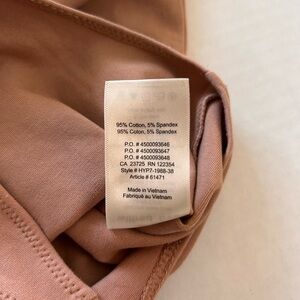 95% Cotton, 5% Spandex
95% Coton, 5% Spandex
P.O. # 4500093646
P.O. # 4500093647
P.O. # 4500093648
CA 23725 RN 122354
Style # HYP7-1988-38
Article # 61471
Made in Vietnam
Fabriqué au Vietnam